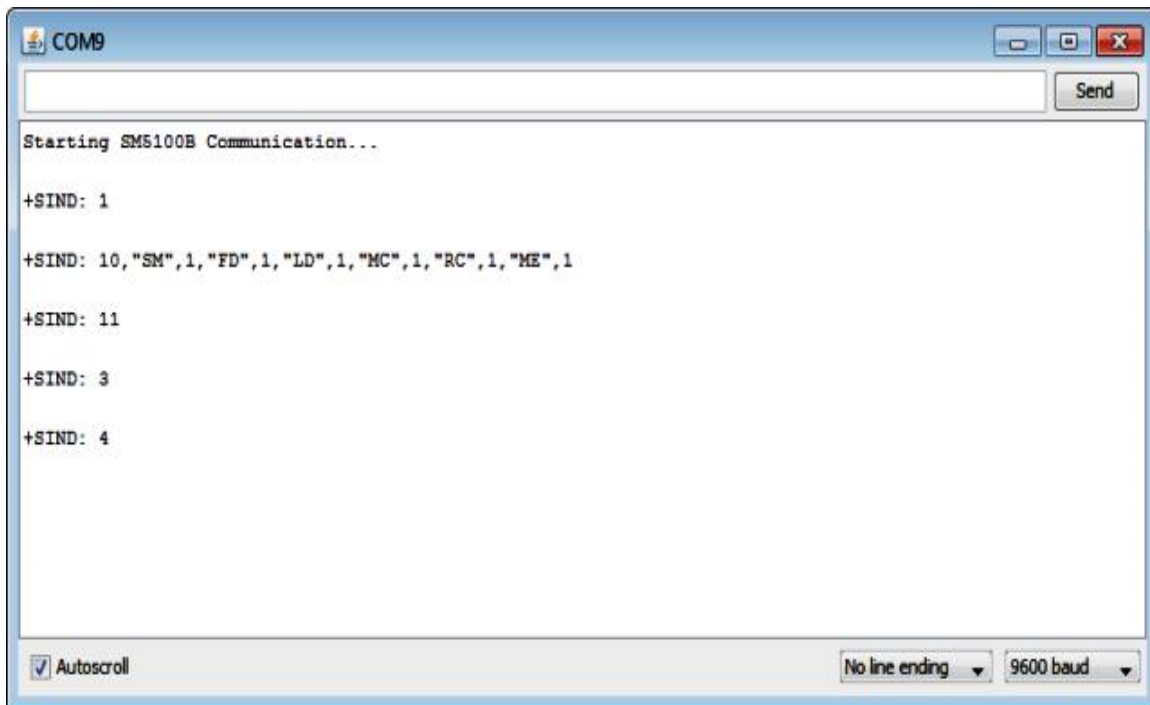 COM9
Send
Starting SM5100B Communication...
+SIND: 1
+SIND: 10,"SM",1,"FD",1,"LD",1,"MC",1,"RC",1,"ME",1
+SIND: 11
+SIND: 3
+SIND: 4
Autoscroll
No line ending
9600 baud